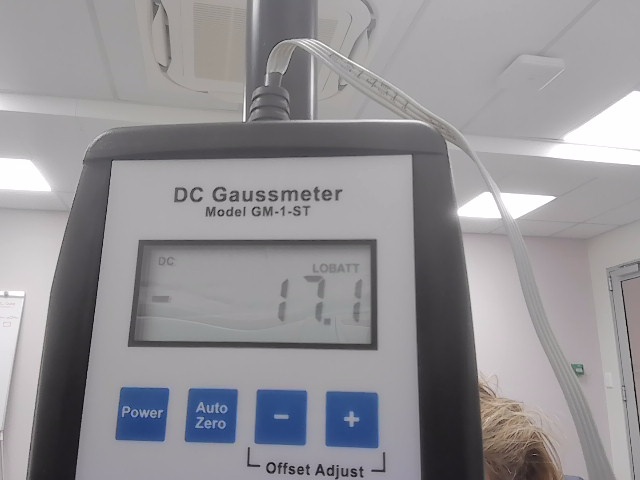 DC Gaussmeter
Model GM-1-ST
DC
LOBATT
- 17.1
Power
Auto
Zero
-
+
Offset Adjust